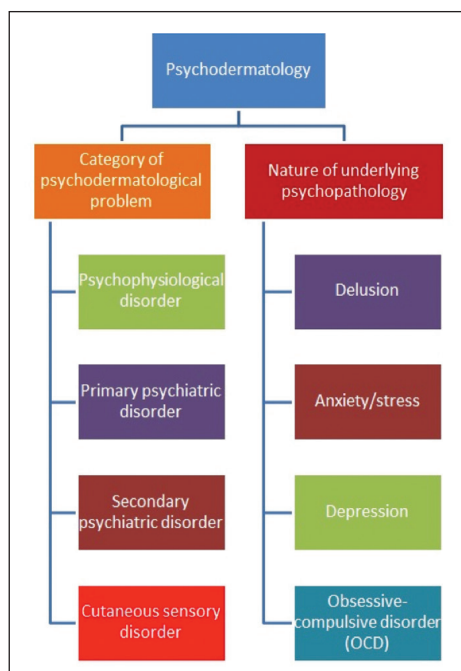 Psychodermatology
Category of
psychodermatological
problem
Psychophysiological
disorder
Primary psychiatric
disorder
Secondary
psychiatric disorder
Cutaneous sensory
disorder
Nature of underlying
psychopathology
Delusion
Anxiety/stress
Depression
Obsessive-
compulsive disorder
(OCD)